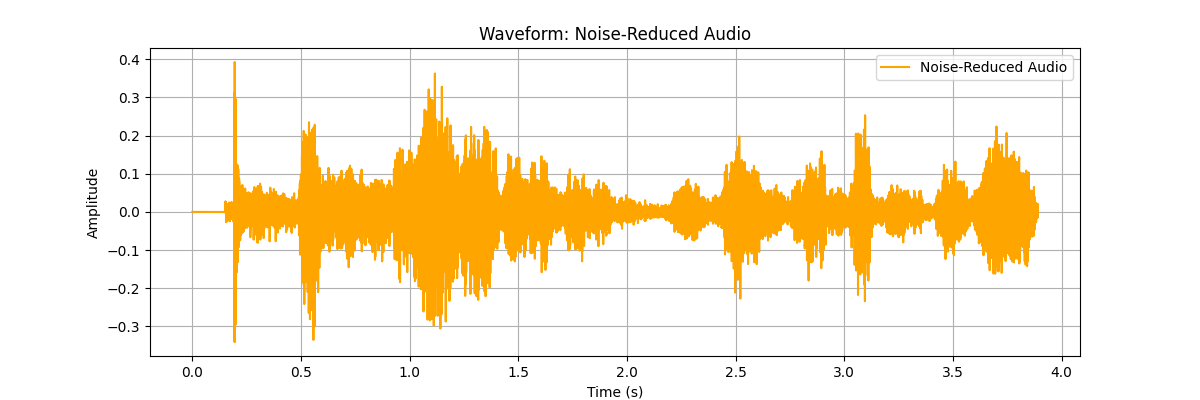 Waveform: Noise-Reduced Audio
Noise-Reduced Audio
Amplitude
0.4
0.3
0.2
0.1
0.0
−0.1
−0.2
−0.3
0.0 0.5 1.0 1.5 2.0 2.5 3.0 3.5 4.0
Time (s)